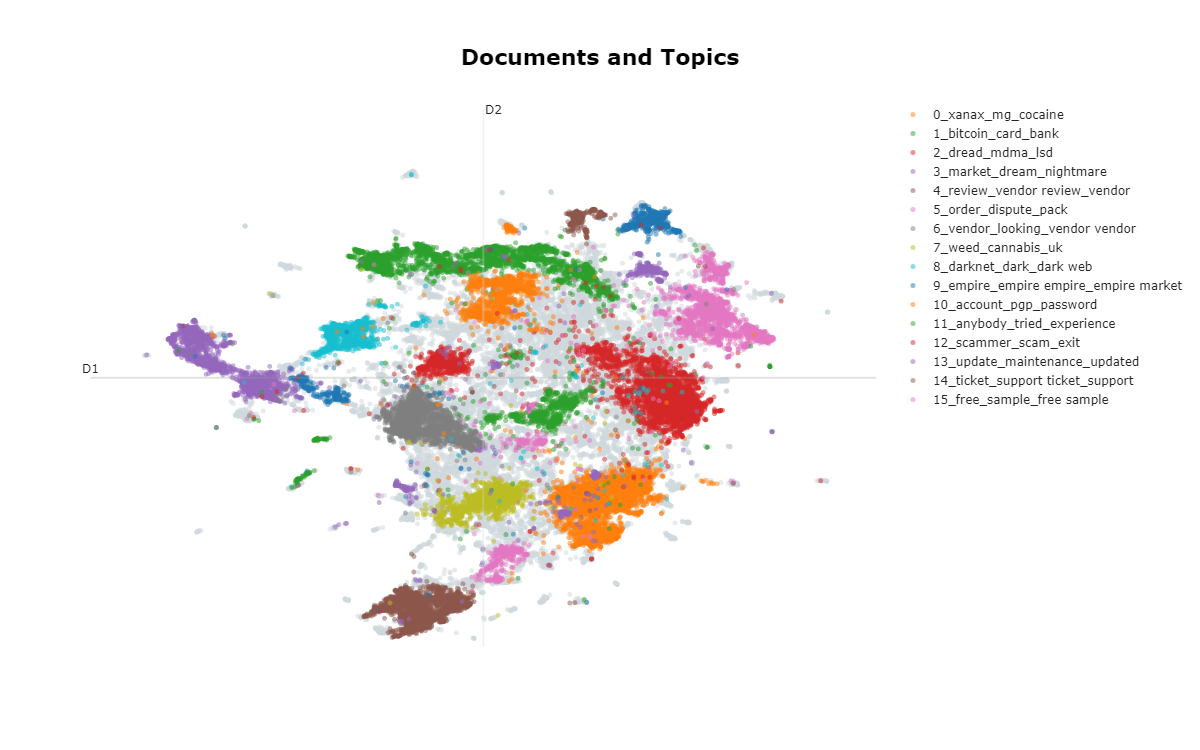 Documents and Topics
D2
D1
0_xanax_mg_cocaine
1_bitcoin_card_bank
2_dread_mdma_lsd
3_market_dream_nightmare
4_review_vendor review_vendor
5_order_dispute_pack
6_vendor_looking_vendor vendor
7_weed_cannabis_uk
8_darknet_dark_dark web
9_empire_empire empire_empire market
10_account_pgp_password
11_anybody_tried_experience
12_scammer_scam_exit
13_update_maintenance_updated
14_ticket_support ticket_support
15_free_sample_free sample